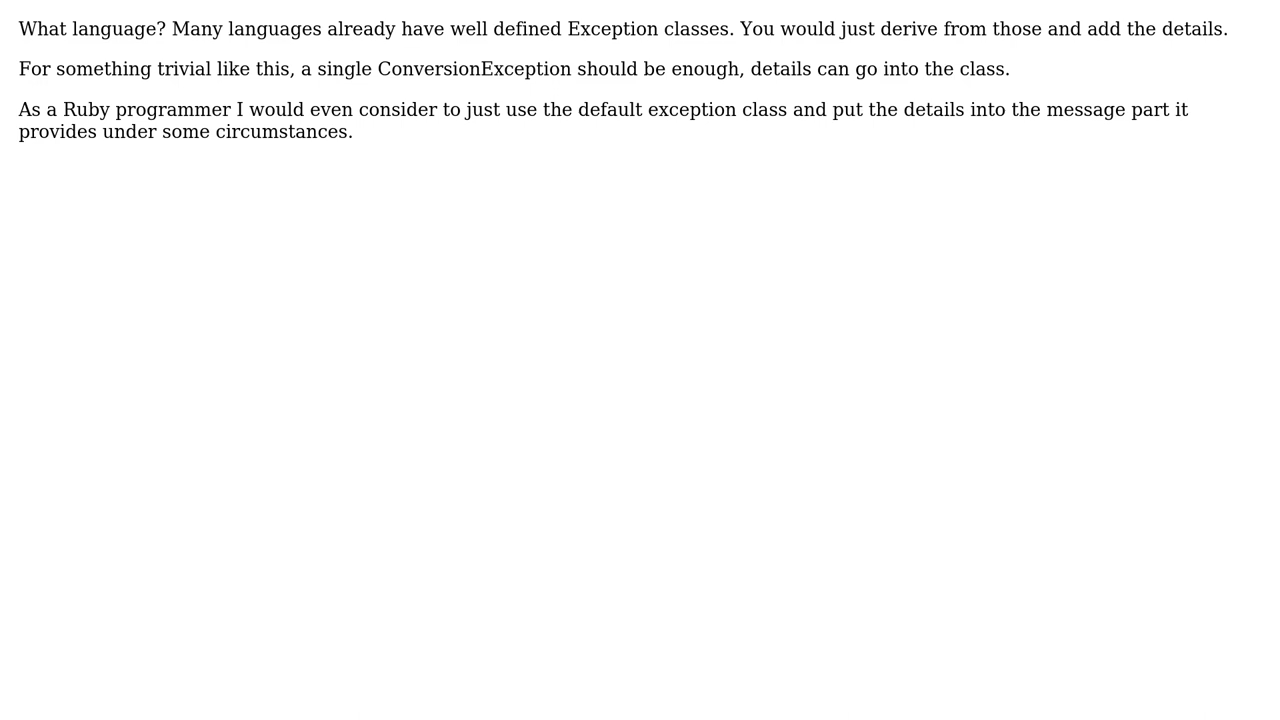 What language? Many languages already have well defined Exception classes. You would just derive from those and add the details.
For something trivial like this, a single ConversionException should be enough, details can go into the class.
As a Ruby programmer I would even consider to just use the default exception class and put the details into the message part it
provides under some circumstances.